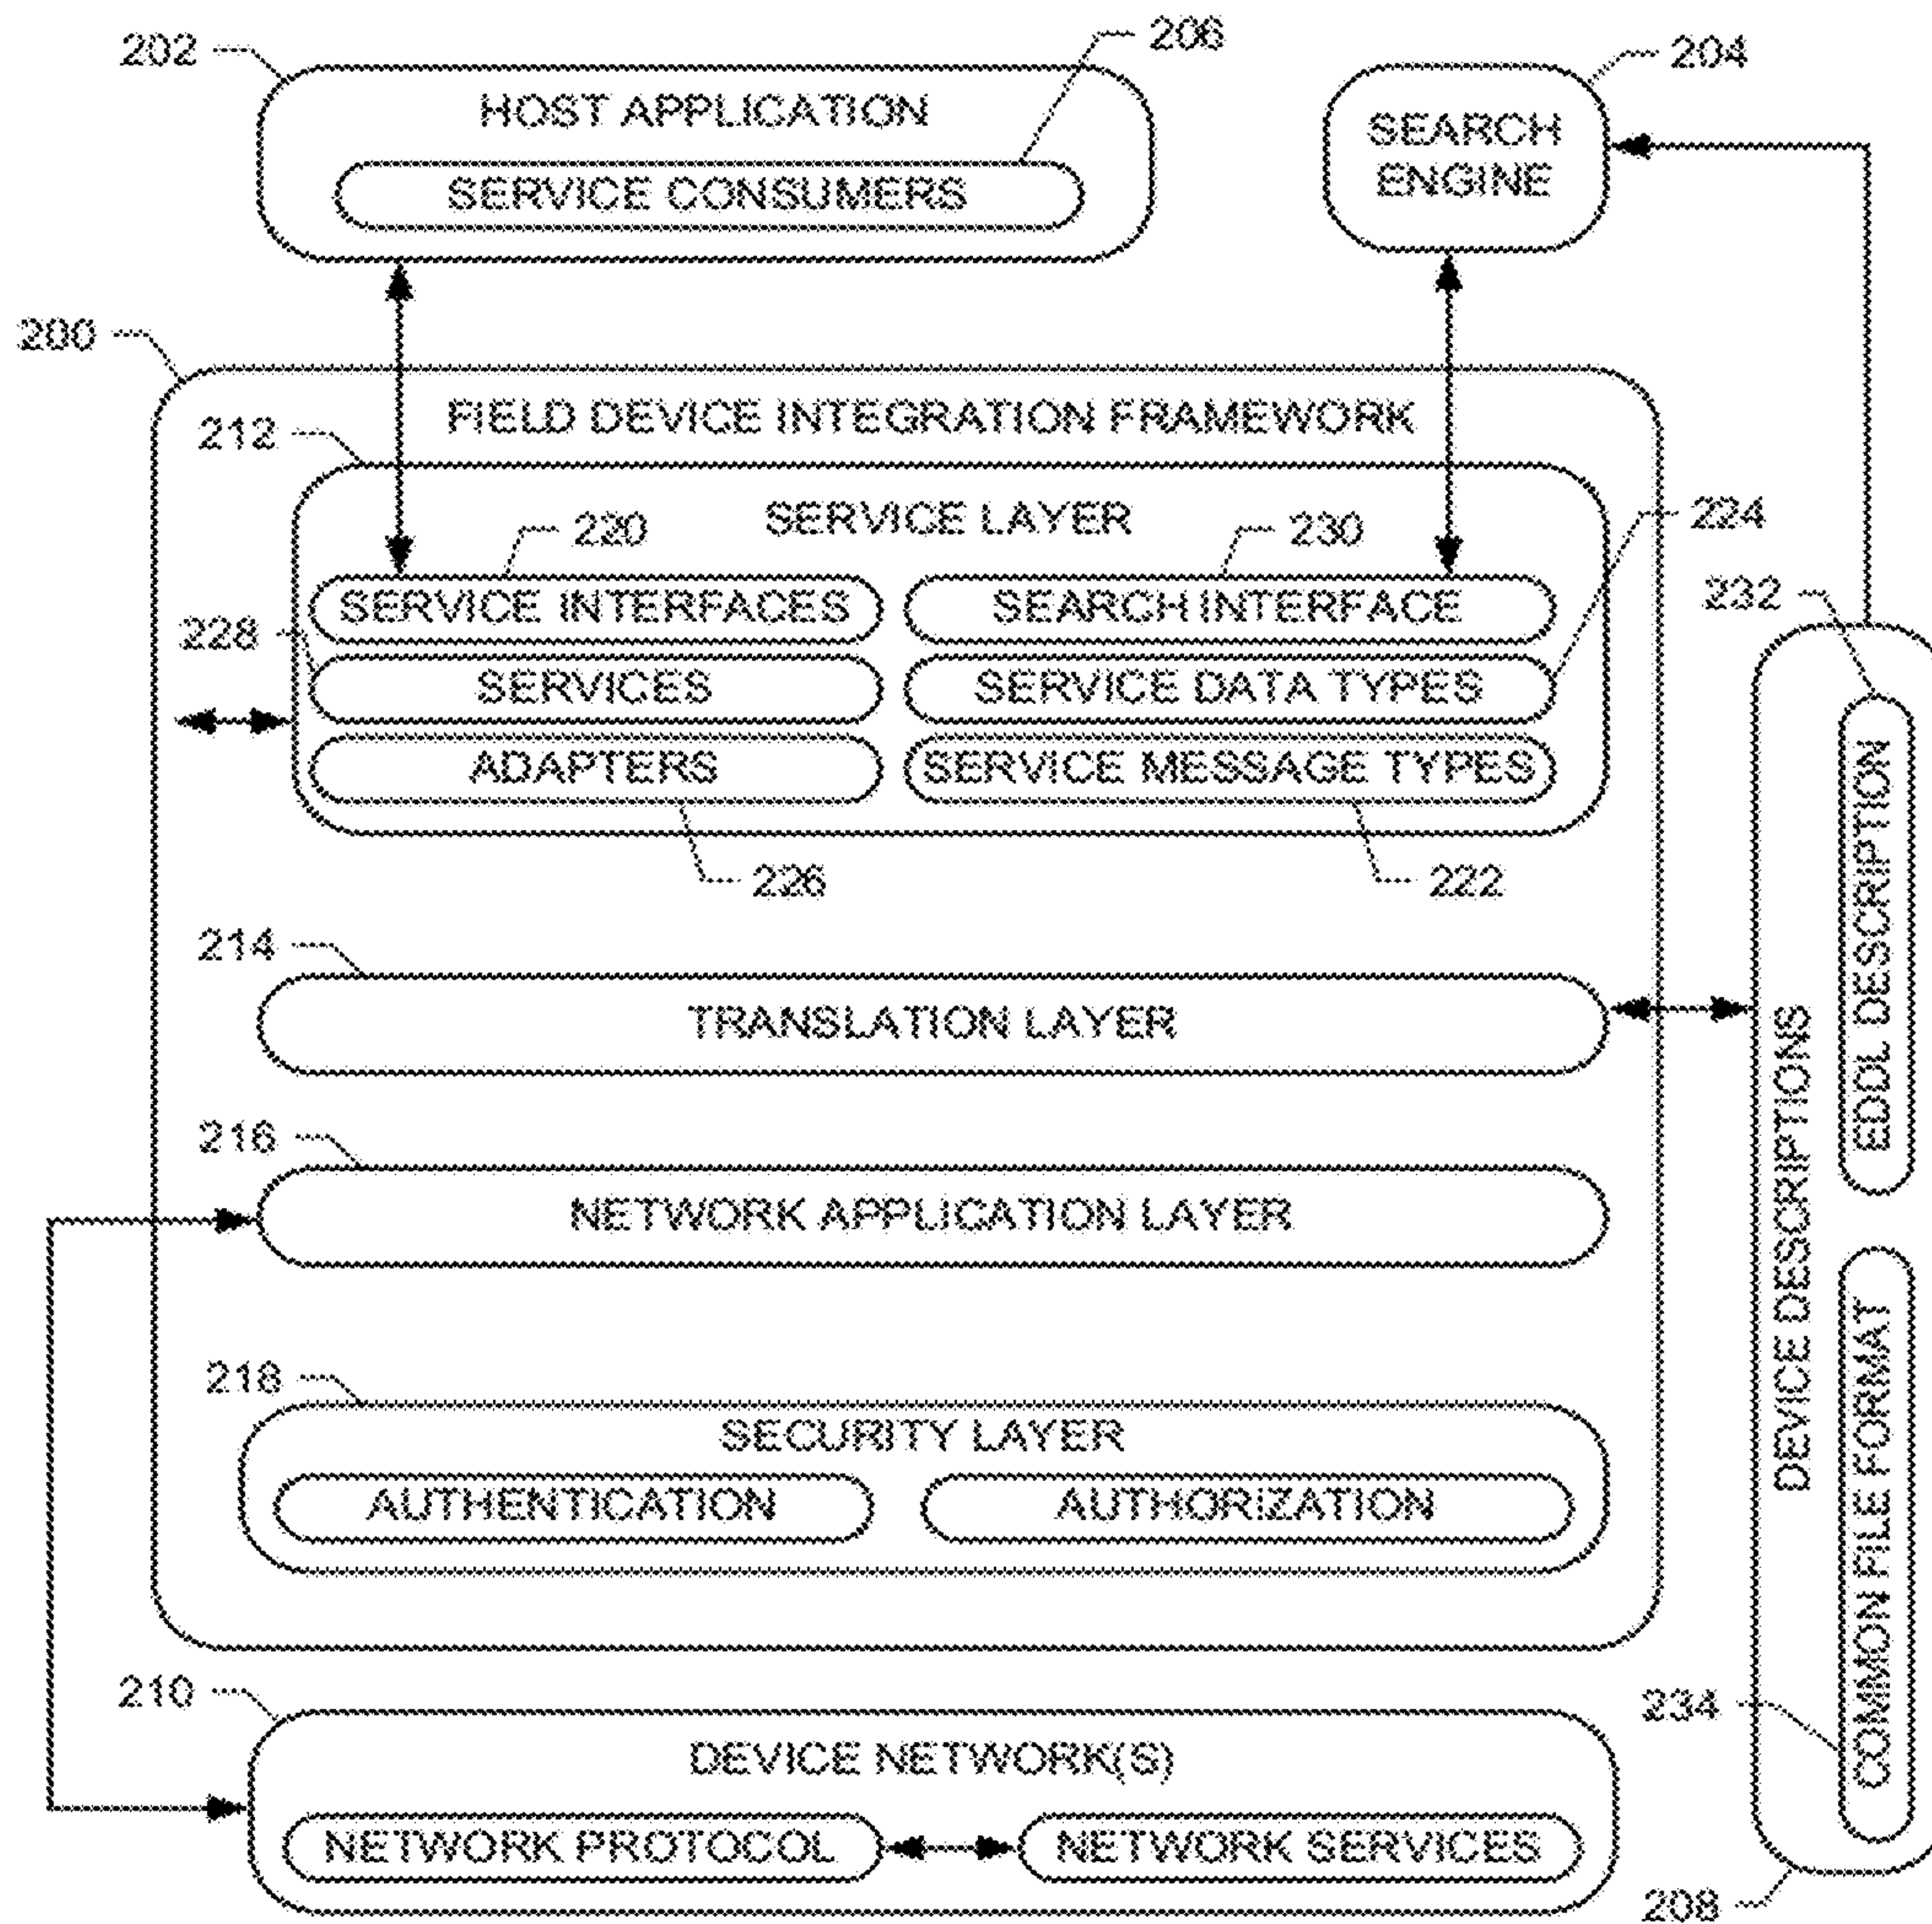 202
206
204
HOST APPLICATION
SERVICE CONSUMERS
SEARCH
ENGINE
200
FIELD DEVICE INTEGRATION FRAMEWORK
212
SERVICE LAYER
220
230
224
SERVICE INTERFACES
SEARCH INTERFACE
232
228
SERVICES
SERVICE DATA TYPES
ADAPTERS
SERVICE MESSAGE TYPES
226
222
214
TRANSLATION LAYER
216
NETWORK APPLICATION LAYER
218
SECURITY LAYER
AUTHENTICATION
AUTHORIZATION
DEVICE DESCRIPTIONS
EDDL DESCRIPTION
COMMON FILE FORMAT
210
234
DEVICE NETWORK(S)
NETWORK PROTOCOL
NETWORK SERVICES
208